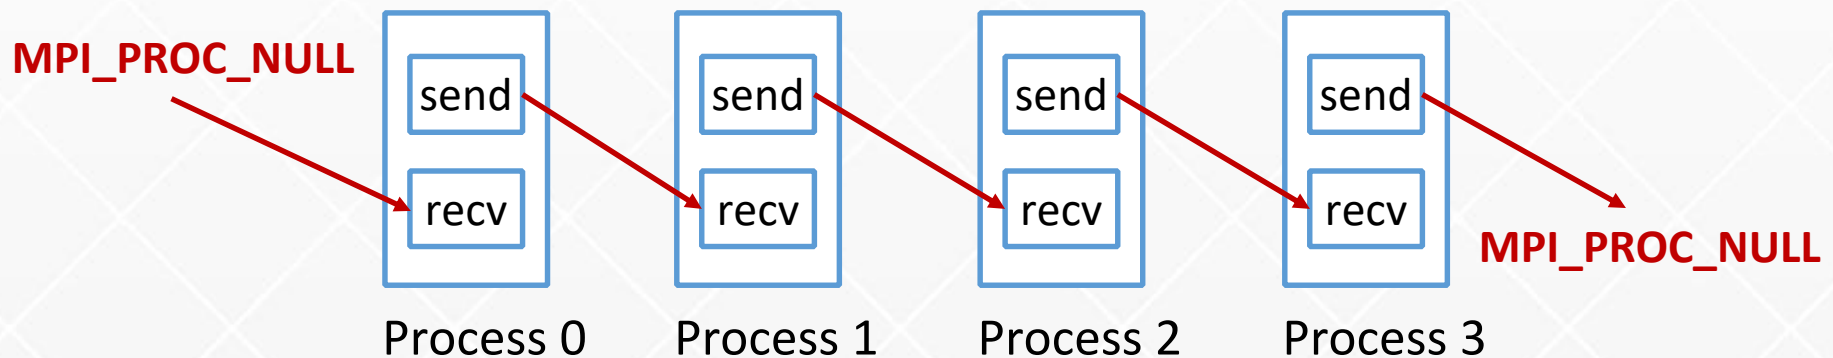 MPI_PROC_NULL
send
send
send
send
recv
recv
recv
recv
MPI_PROC_NULL
Process 0
Process 1
Process 2
Process 3